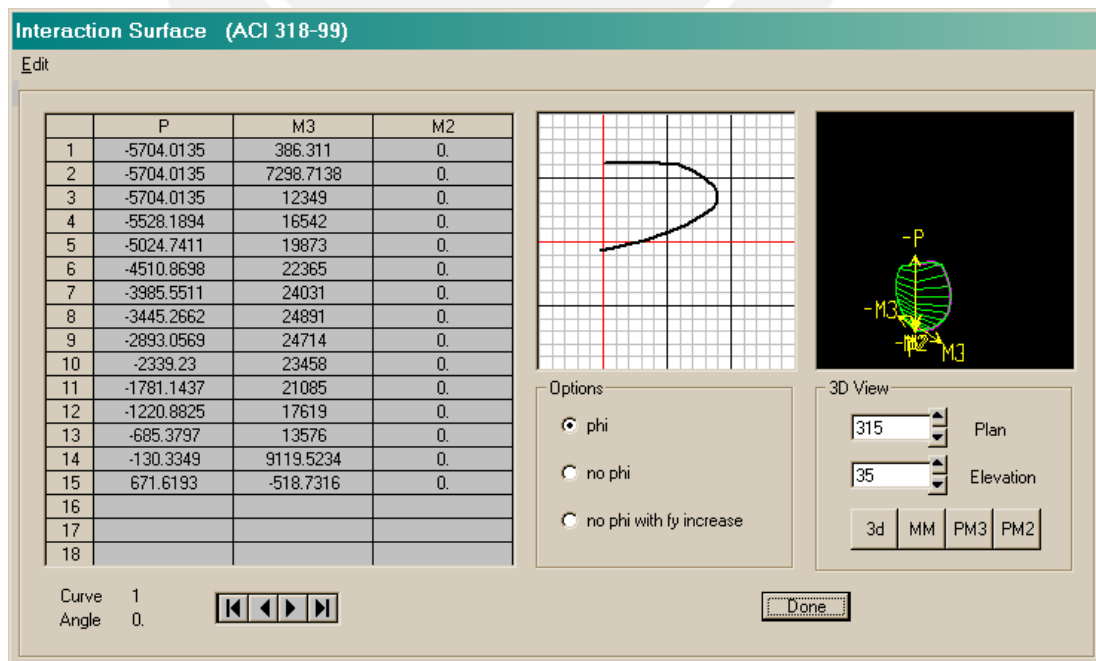 Interaction Surface (ACI 318-99)
Edit
P M3 M2
1 -5704.0135 386.311 0.
2 -5704.0135 7298.7138 0.
3 -5704.0135 12349 0.
4 -5528.1894 16542 0.
5 -5024.7411 19873 0.
6 -4510.8698 22365 0.
7 -3985.5511 24031 0.
8 -3445.2662 24891 0.
9 -2893.0569 24714 0.
10 -2339.23 23458 0.
11 -1781.1437 21085 0.
12 -1220.8825 17619 0.
13 -685.3797 13576 0.
14 -130.3349 9119.5234 0.
15 671.6193 -518.7316 0.
16
17
18
Curve 1
Angle 0.
-P
-M3
M3
Options
phi
no phi
no phi with fy increase
3D View
315 Plan
35 Elevation
3d MM PM3 PM2
Done